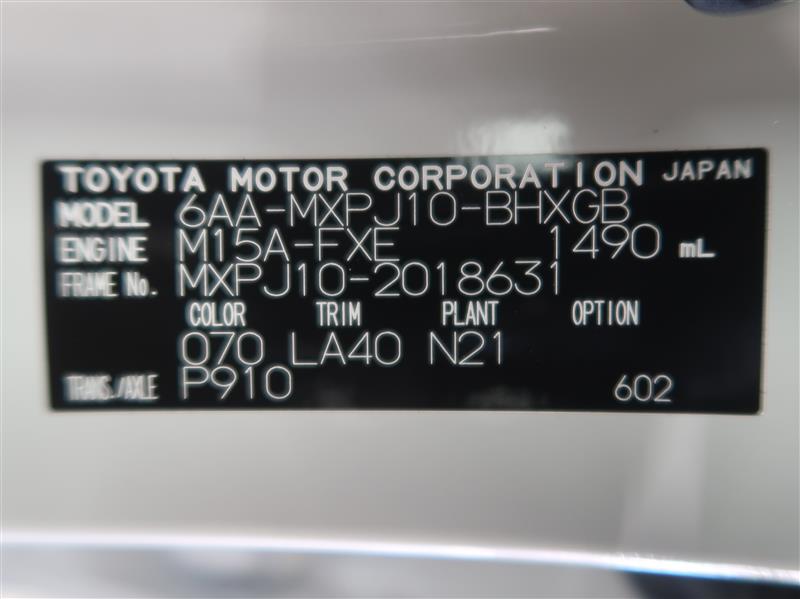 TOYOTA MOTOR CORPORATION JAPAN
MODEL 6AA-MXPJ10-BHXGB
ENGINE M15A-FXE 1490 mL
FRAME No. MXPJ10-2018631
COLOR TRIM PLANT OPTION
070 LA40 N21
TRANS./AXLE P910 602